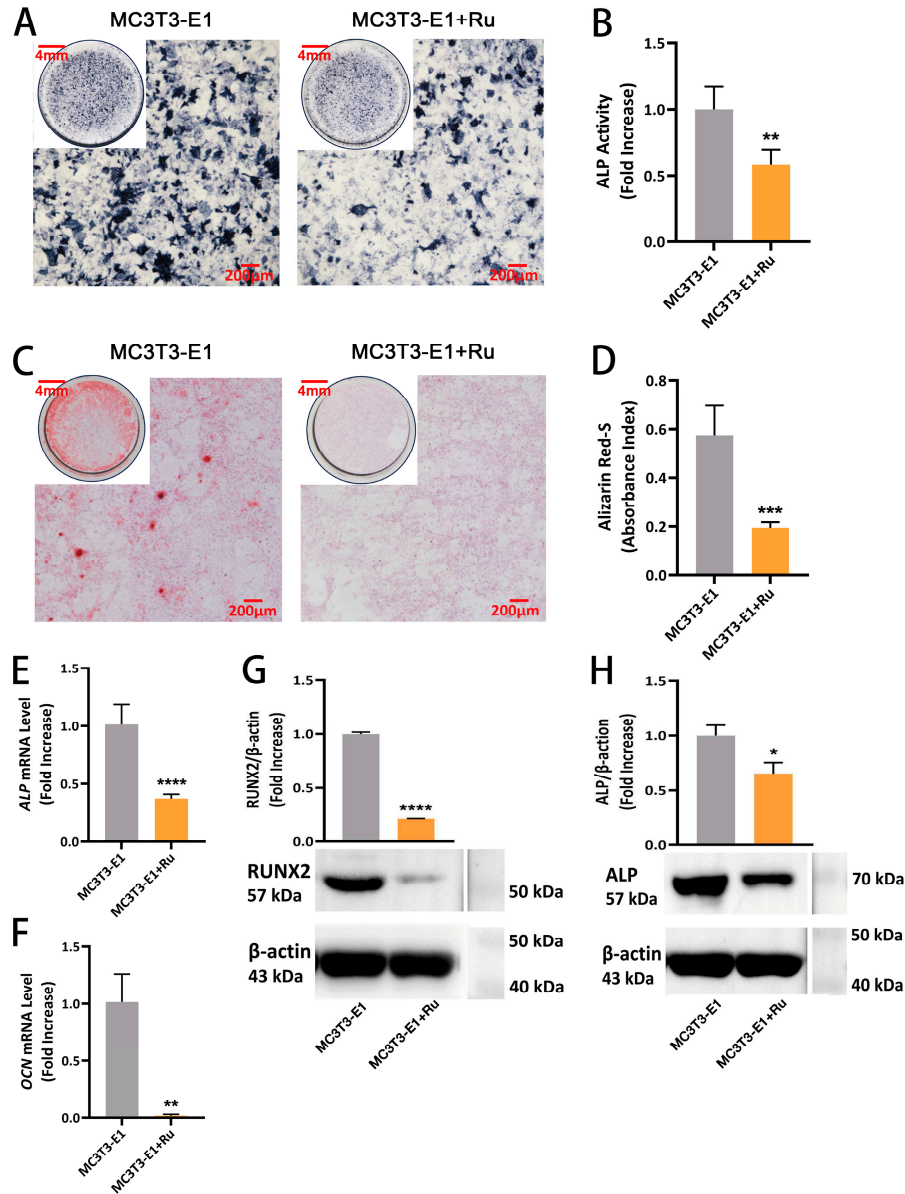 A
MC3T3-E1
MC3T3-E1+Ru
4mm
200μm
4mm
200μm
B
ALP Activity
(Fold Increase)
1.5
1.0
0.5
0.0
**
MC3T3-E1
MC3T3-E1+Ru
C
MC3T3-E1
MC3T3-E1+Ru
4mm
200μm
4mm
200μm
D
Alizarin Red-S
(Absorbance Index)
0.8
0.6
0.4
0.2
0.0
***
MC3T3-E1
MC3T3-E1+Ru
E
ALP mRNA Level
(Fold Increase)
1.5
1.0
0.5
0.0
****
MC3T3-E1
MC3T3-E1+Ru
F
OCN mRNA Level
(Fold Increase)
1.5
1.0
0.5
0.0
**
MC3T3-E1
MC3T3-E1+Ru
G
RUNX2/β-actin
(Fold Increase)
1.5
1.0
0.5
0.0
****
RUNX2
57 kDa
50 kDa
β-actin
43 kDa
50 kDa
40 kDa
MC3T3-E1
MC3T3-E1+Ru
H
ALP/β-action
(Fold Increase)
1.5
1.0
0.5
0.0
*
ALP
57 kDa
70 kDa
β-actin
43 kDa
50 kDa
40 kDa
MC3T3-E1
MC3T3-E1+Ru